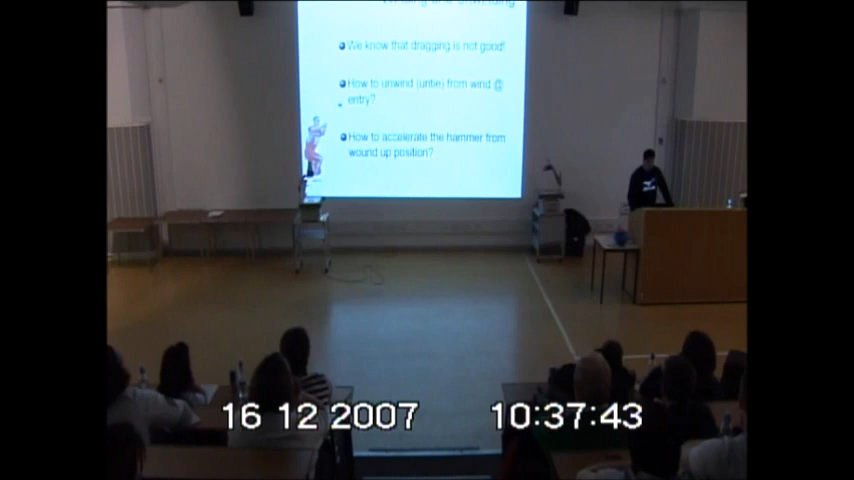 We know that dragging is not good!
How to unwind (untie) from wind @
entry?
How to accelerate the hammer from
wound up position?
16 12 2007 10:37:43